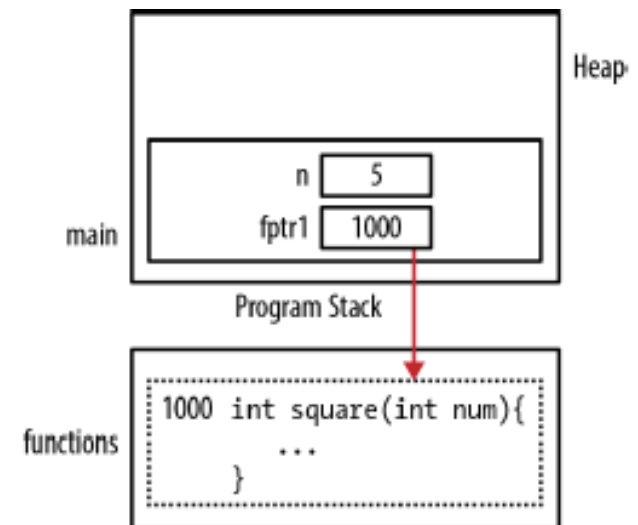 Heap
n 5
main
fptr1 1000
Program Stack
functions
1000 int square(int num){
...
}